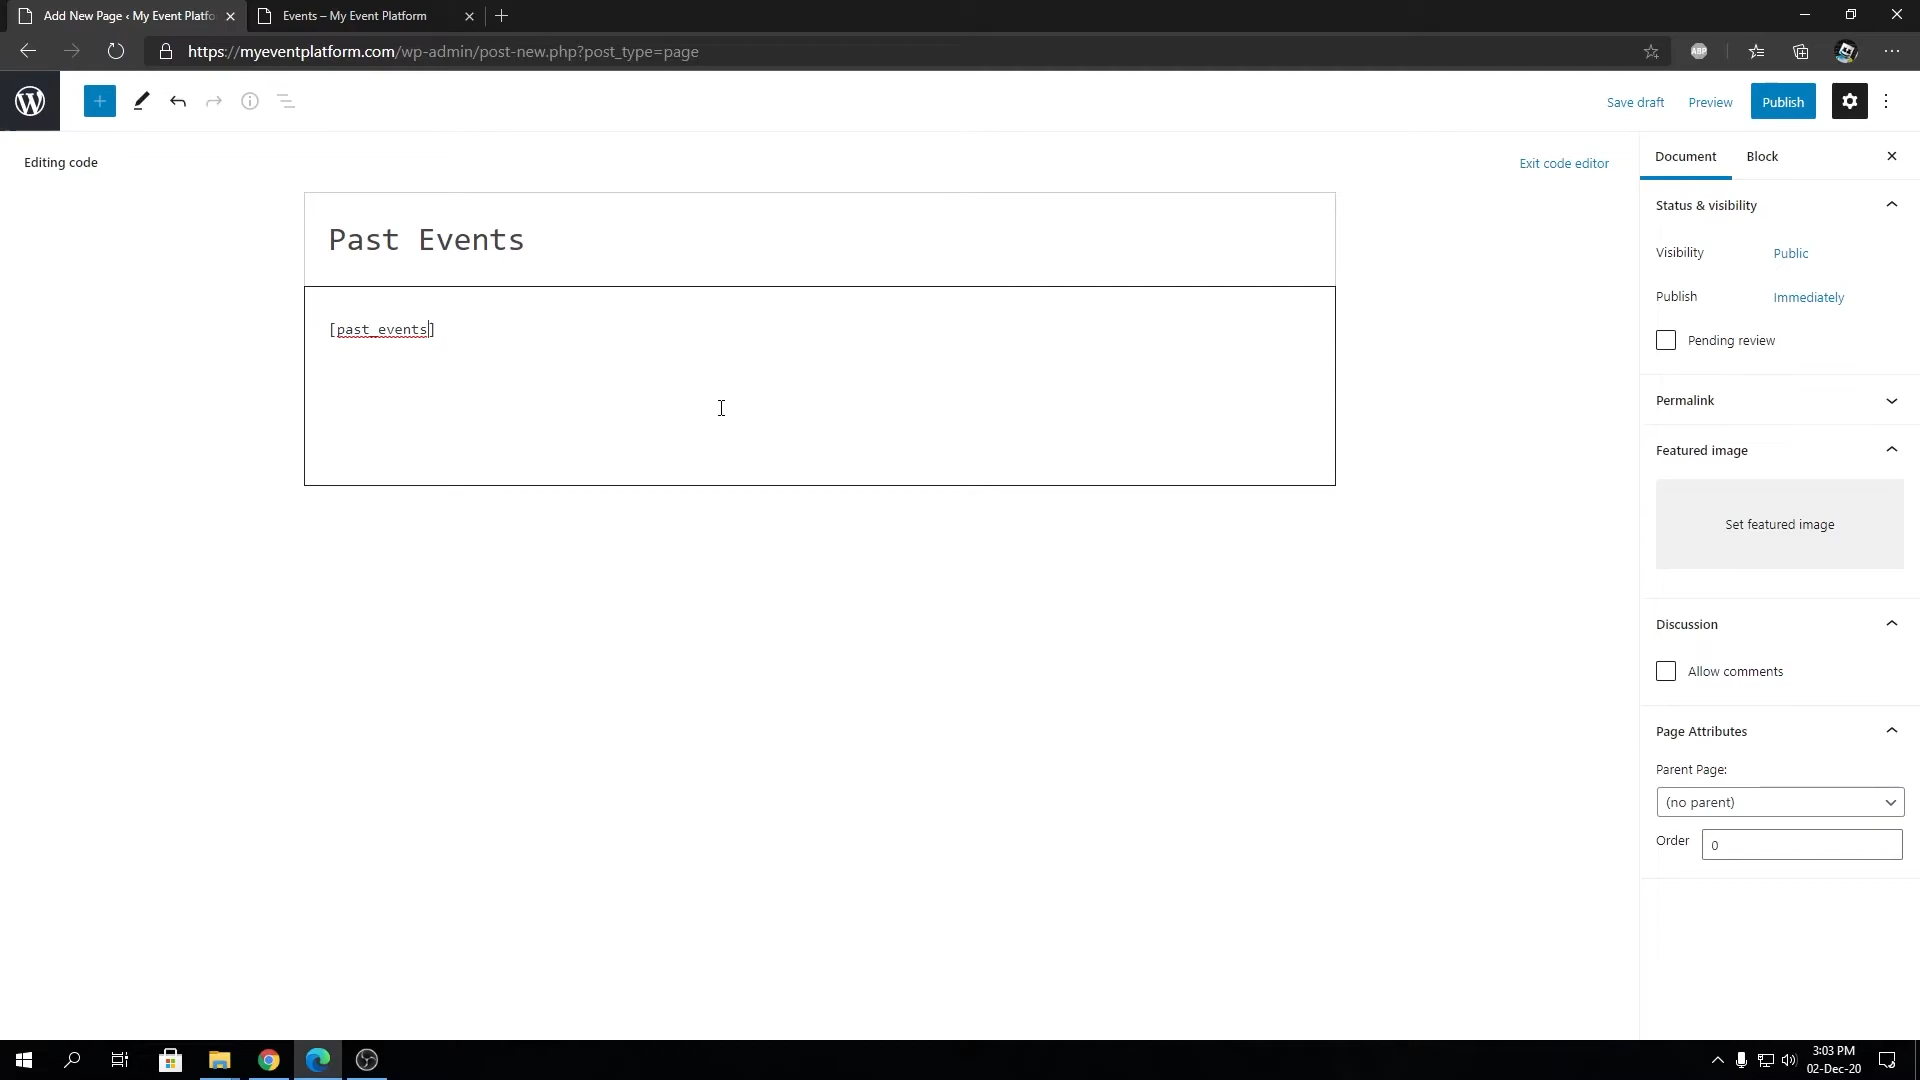 Add New Page ‹ My Event Platfo
Events – My Event Platform
https://myeventplatform.com/wp-admin/post-new.php?post_type=page
ABP
Save draft
Preview
Publish
Editing code
Exit code editor
Past Events
[past_events]
Document
Block
Status & visibility
Visibility
Public
Publish
Immediately
Pending review
Permalink
Featured image
Set featured image
Discussion
Allow comments
Page Attributes
Parent Page:
(no parent)
Order
0
3:03 PM
02-Dec-20